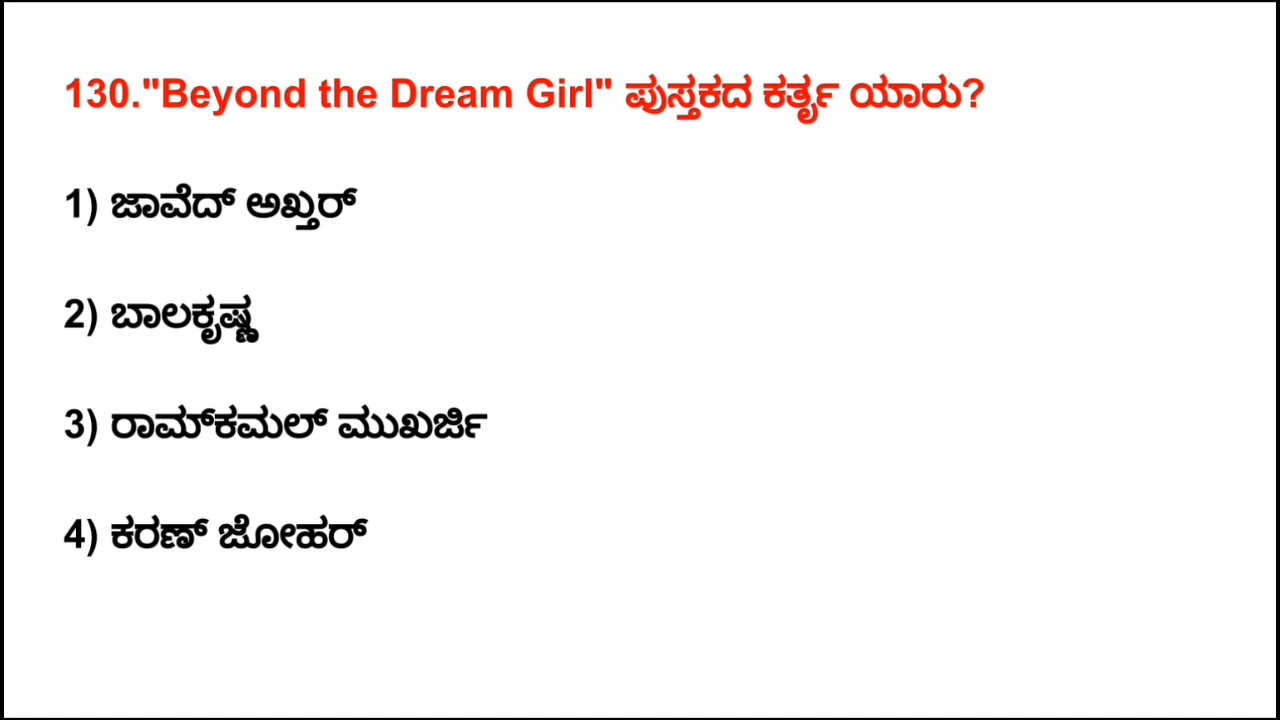 130."Beyond the Dream Girl" ಪುಸ್ತಕದ ಕರ್ತೃ ಯಾರು?
1) ಜಾವೆದ್ ಅಖ್ತರ್
2) ಬಾಲಕೃಷ್ಣ
3) ರಾಮ್‌ಕಮಲ್ ಮುಖರ್ಜಿ
4) ಕರಣ್ ಜೋಹರ್